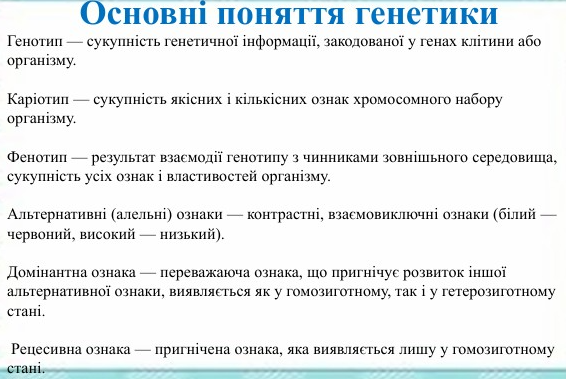 Основні поняття генетики
Генотип — сукупність генетичної інформації, закодованої у генах клітини або
організму.
Каріотип — сукупність якісних і кількісних ознак хромосомного набору
організму.
Фенотип — результат взаємодії генотипу з чинниками зовнішьного середовища,
сукупність усіх ознак і властивостей організму.
Альтернативні (алельні) ознаки — контрастні, взаємовиключні ознаки (білий —
червоний, високий — низький).
Домінантна ознака — переважаюча ознака, що пригнічує розвиток іншої
альтернативної ознаки, виявляється як у гомозиготному, так і у гетерозиготному
стані.
Рецесивна ознака — пригнічена ознака, яка виявляється лишу у гомозиготному
стані.